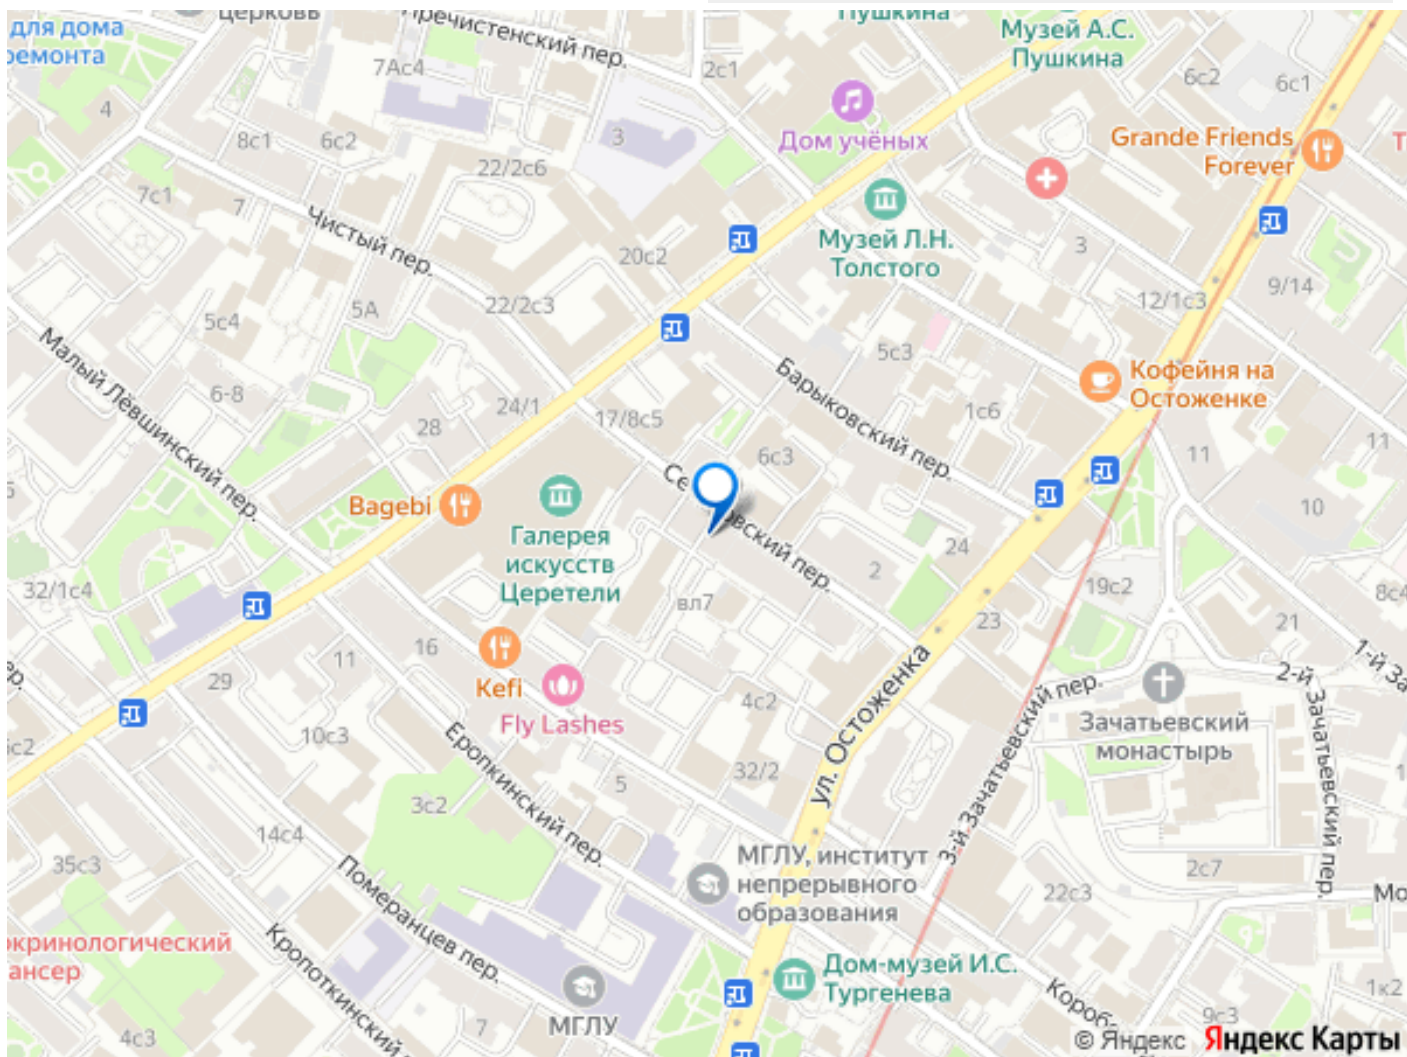 для дома
ремонта
церковь
Пречистенский пер.
Пушкина
Музей А.С.
Пушкина
7Ас4
2с1
6с2
6с1
4
8с1
6с2
3
Дом учёных
Grande Friends
Forever
22/2с6
7с1
7
Чистый пер.
Музей Л.Н.
Толстого
3
20с2
9/14
12/1с3
5А
22/2с3
5с4
Малый Лёвшинский пер.
5с3
Кофейня на
Остоженке
6-8
24/1
28
17/8с5
Барыковский пер.
1с6
11
11
6с3
Bagebi
10
Галерея
искусств
Церетели
24
2
32/1с4
19с2
8с4
вл7
23
21
16
11
29
Kefi
Fly Lashes
4с2
ул. Остоженка
3-й Зачатьевский пер.
Зачатьевский
монастырь
2-й Зачатьевский пер.
1-й За
10с3
Еропкинский пер.
32/2
5
3с2
14с4
35с3
МГЛУ, институт
непрерывного
образования
22с3
2с7
Померанцев пер.
Кропоткинский
МГЛУ
7
4с3
Дом-музей И.С.
Тургенева
9с3
1к2
© Яндекс Яндекс Карты